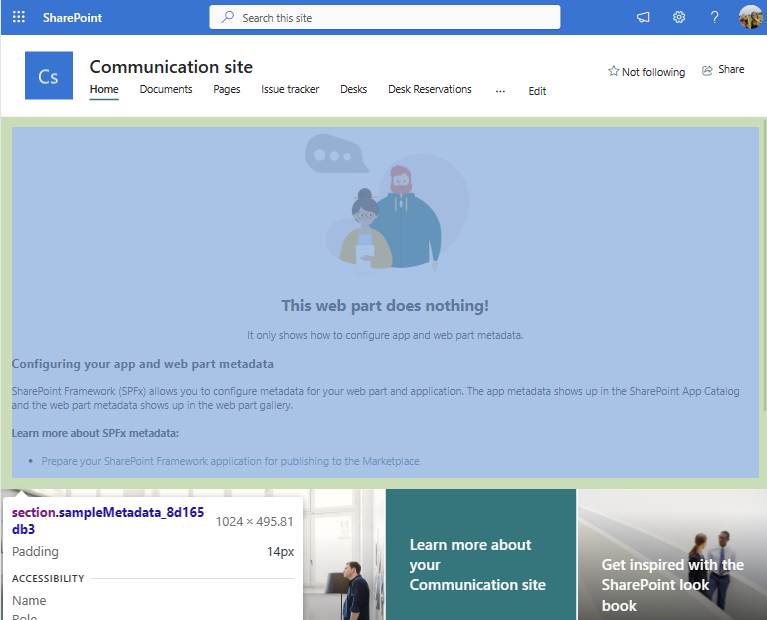 SharePoint
Search this site
?
Cs
Communication site
Not following
Share
Home Documents Pages Issue tracker Desks Desk Reservations ... Edit
This web part does nothing!
It only shows how to configure app and web part metadata.
Configuring your app and web part metadata
SharePoint Framework (SPFx) allows you to configure metadata for your web part and application. The app metadata shows up in the SharePoint App Catalog
and the web part metadata shows up in the web part gallery.
Learn more about SPFx metadata:
• Prepare your SharePoint Framework application for publishing to the Marketplace
section.sampleMetadata_8d165
db3
1024 × 495.81
Padding 14px
ACCESSIBILITY
Name
Role
Learn more about
your
Communication site
Get inspired with the
SharePoint look
book